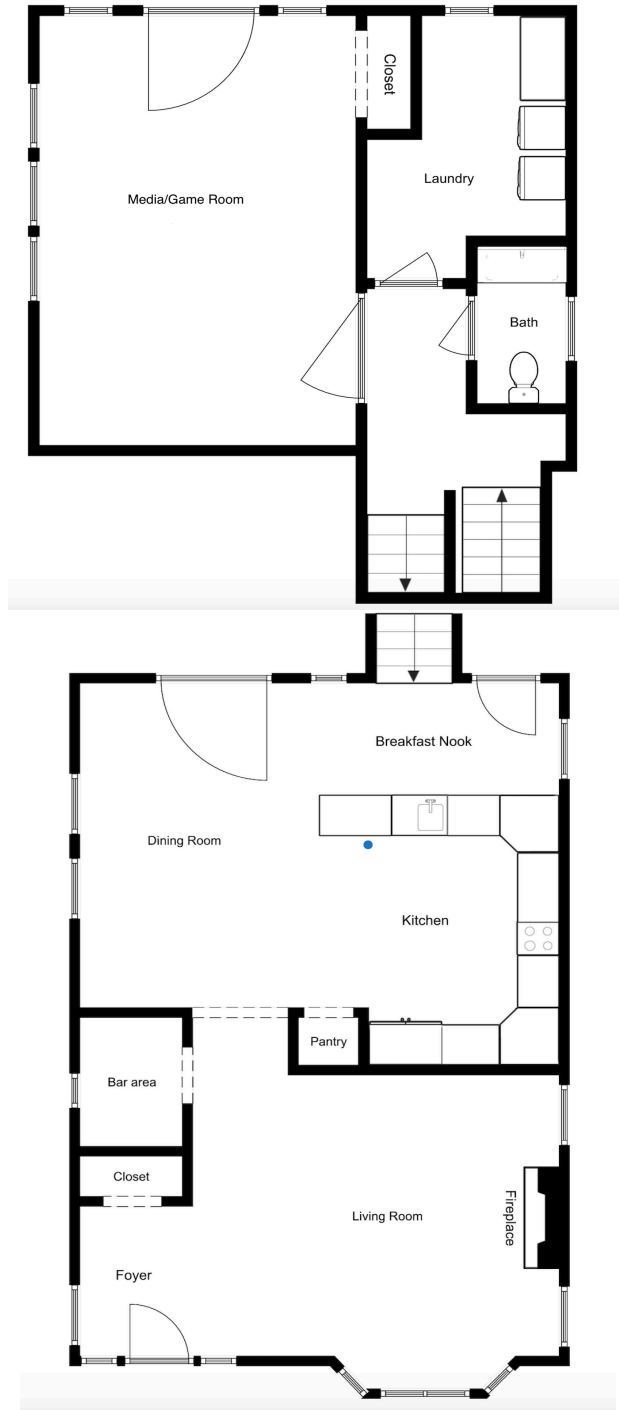 Closet
Laundry
Media/Game Room
Bath
Breakfast Nook
Dining Room
Kitchen
Pantry
Bar area
Closet
Living Room
Fireplace
Foyer